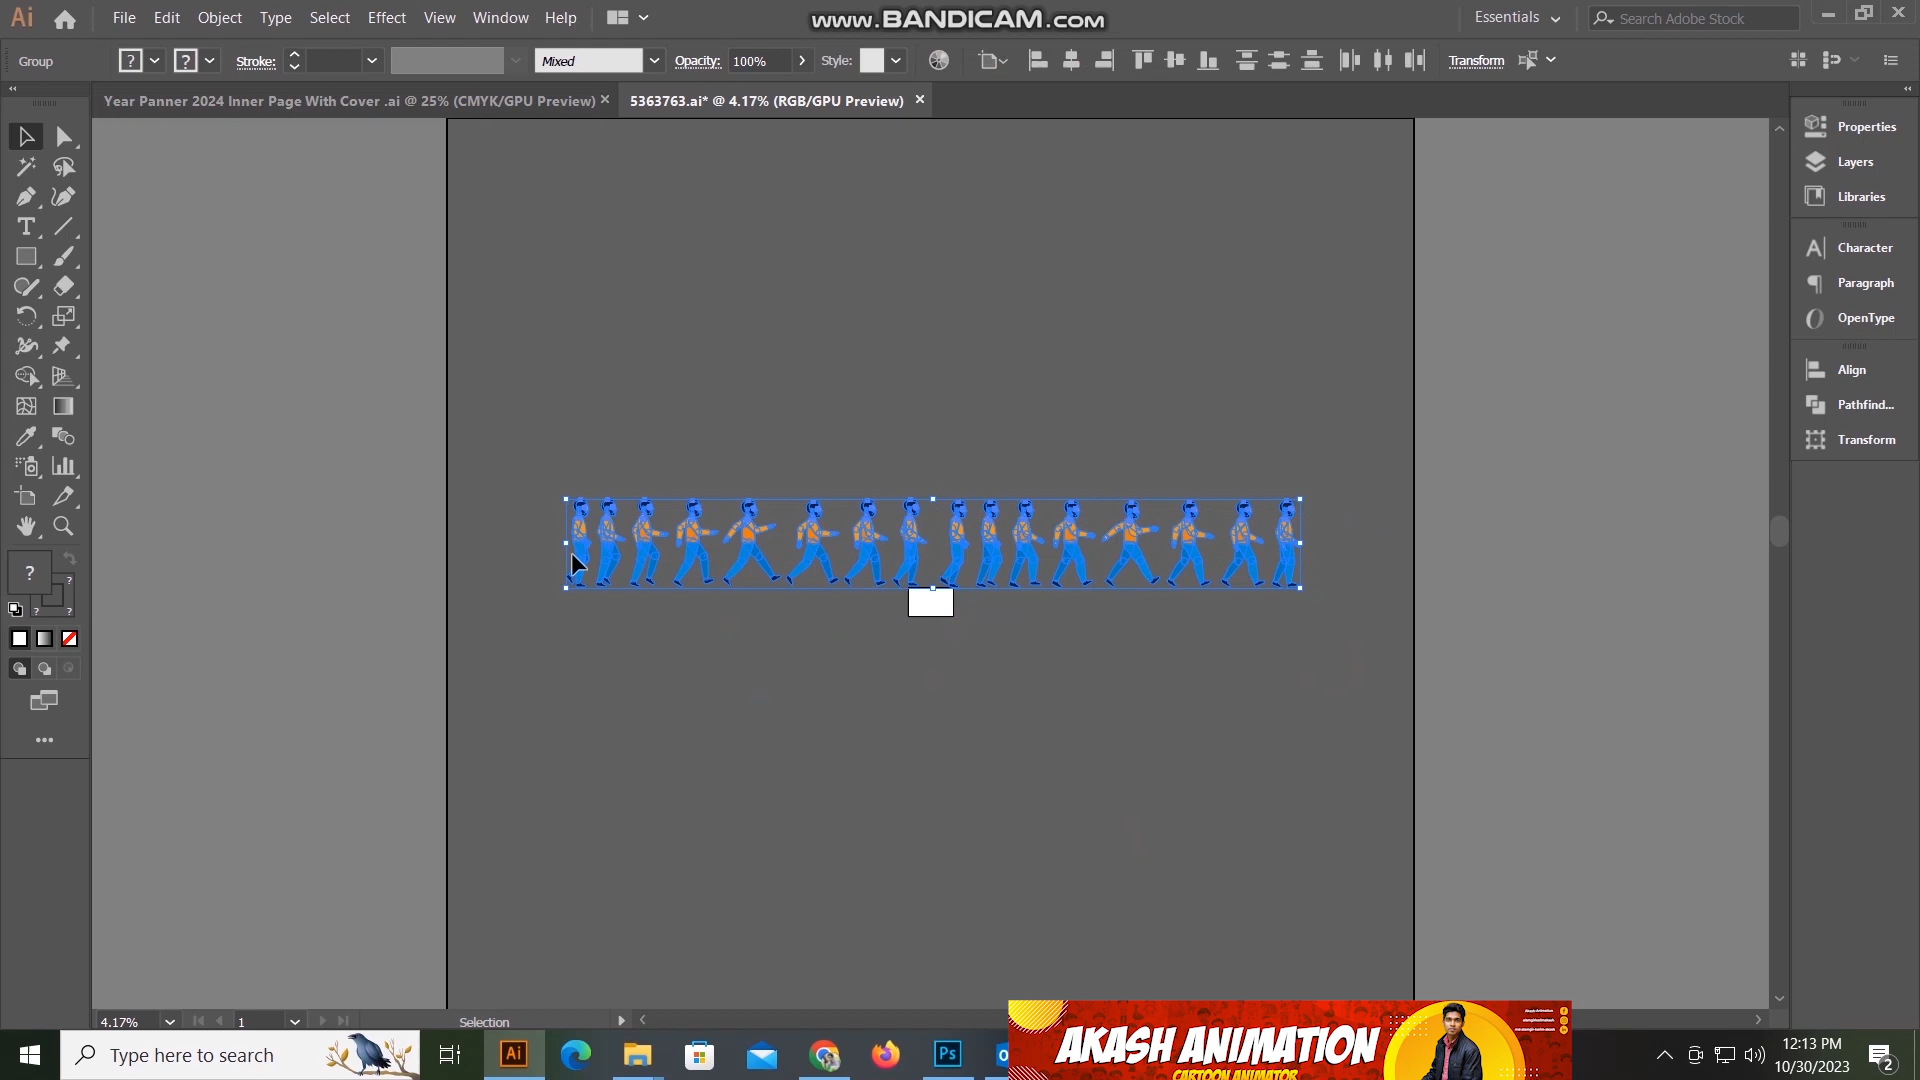 Ai File Edit Object Type Select Effect View Window Help
www.BANDICAM.com
Essentials Search Adobe Stock
Group ? ? Stroke: Mixed Opacity: 100% Style: Transform
Year Panner 2024 Inner Page With Cover .ai @ 25% (CMYK/GPU Preview) × 5363763.ai* @ 4.17% (RGB/GPU Preview) ×
Properties
Layers
Libraries
Character
Paragraph
OpenType
Align
Pathfind...
Transform
T
?
?
? ?
4.17% 1 Selection
Type here to search
Ai
Ps
AKASH ANIMATION
CARTOON ANIMATOR
12:13 PM
10/30/2023
2